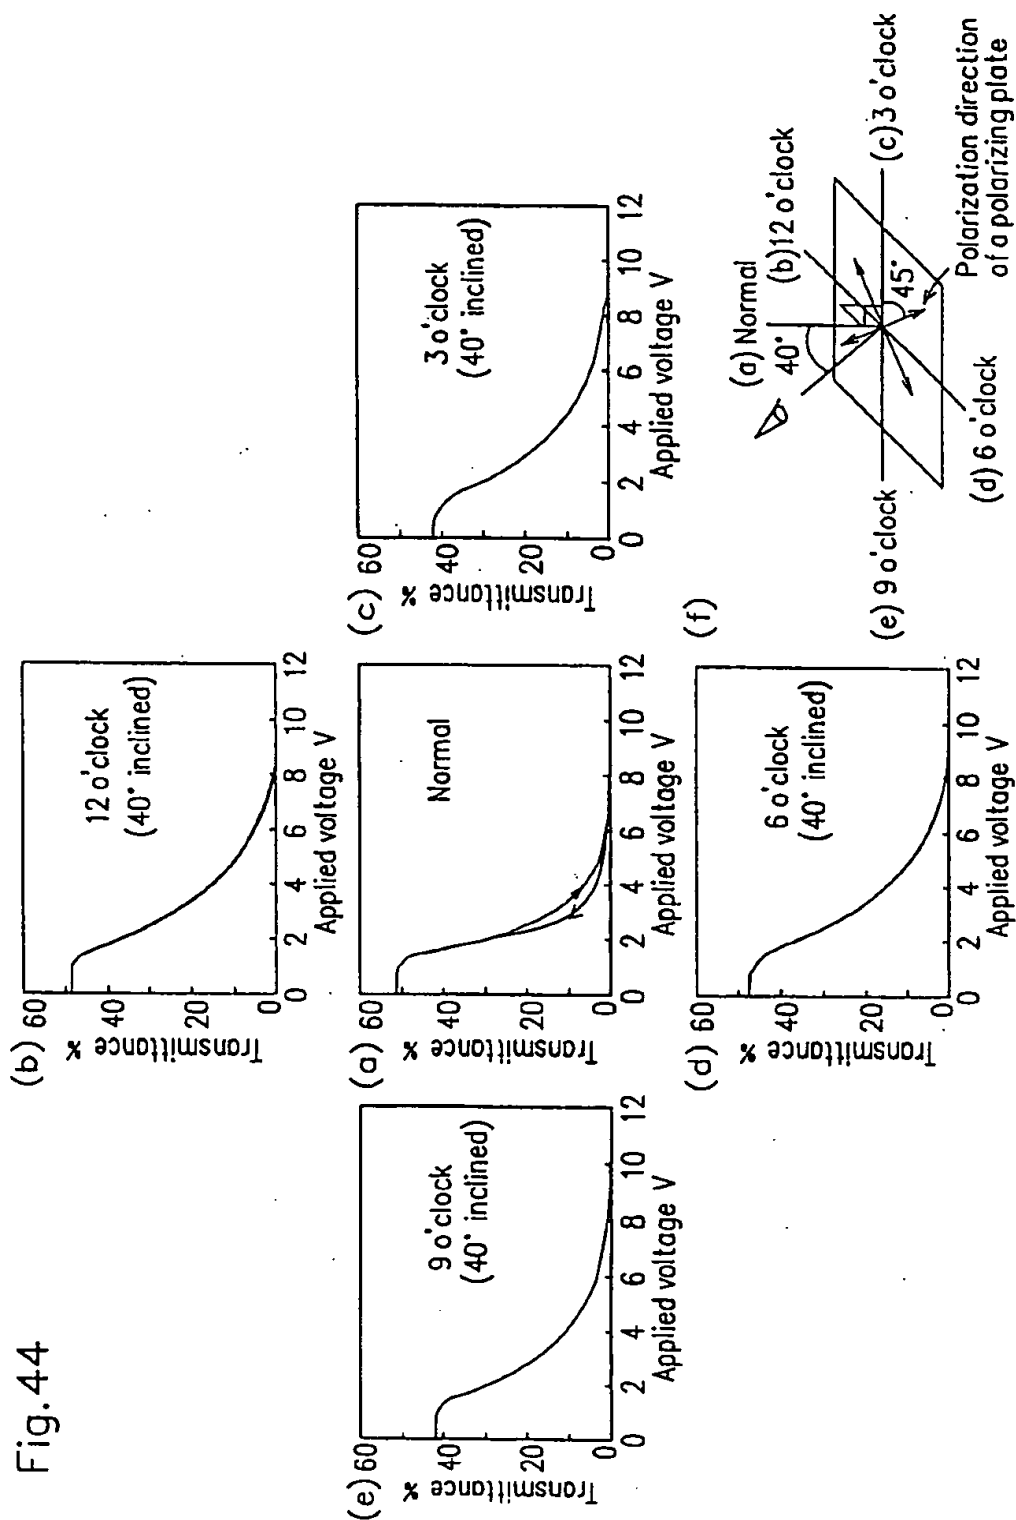 Fig.44
(b)
60
40
20
0
Transmittance %
12 o'clock
(40° inclined)
0 2 4 6 8 10 12
Applied voltage V
(e)
60
40
20
0
Transmittance %
9 o'clock
(40° inclined)
0 2 4 6 8 10 12
Applied voltage V
(a)
60
40
20
0
Transmittance %
Normal
0 2 4 6 8 10 12
Applied voltage V
(c)
60
40
20
0
Transmittance %
3 o'clock
(40° inclined)
0 2 4 6 8 10 12
Applied voltage V
(d)
60
40
20
0
Transmittance %
6 o'clock
(40° inclined)
0 2 4 6 8 10 12
Applied voltage V
(f)
(a) Normal
40°
(b)12 o'clock
(e) 9 o'clock
(c)3 o'clock
45°
(d) 6 o'clock
Polarization direction
of a polarizing plate